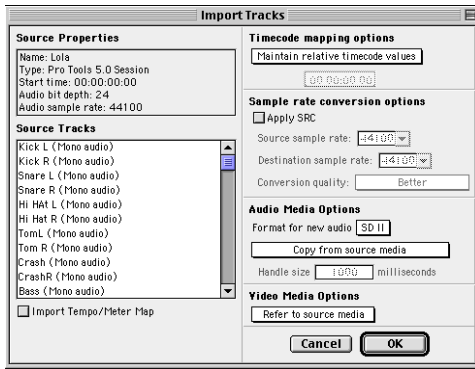 Import Tracks
Source Properties
Name: Lola
Type: Pro Tools 5.0 Session
Start time: 00:00:00:00
Audio bit depth: 24
Audio sample rate: 44100
Source Tracks
Kick L (Mono audio)
Kick R (Mono audio)
Snare L (Mono audio)
Snare R (Mono audio)
Hi HAt L (Mono audio)
Hi Hat R (Mono audio)
TomL (Mono audio)
Tom R (Mono audio)
Crash (Mono audio)
CrashR (Mono audio)
Bass (Mono audio)
Import Tempo/Meter Map
Timecode mapping options
Maintain relative timecode values
00:00:00:00
Sample rate conversion options
Apply SRC
Source sample rate: 44100
Destination sample rate: 44100
Conversion quality: Better
Audio Media Options
Format for new audio SD II
Copy from source media
Handle size 1000 milliseconds
Video Media Options
Refer to source media
Cancel OK